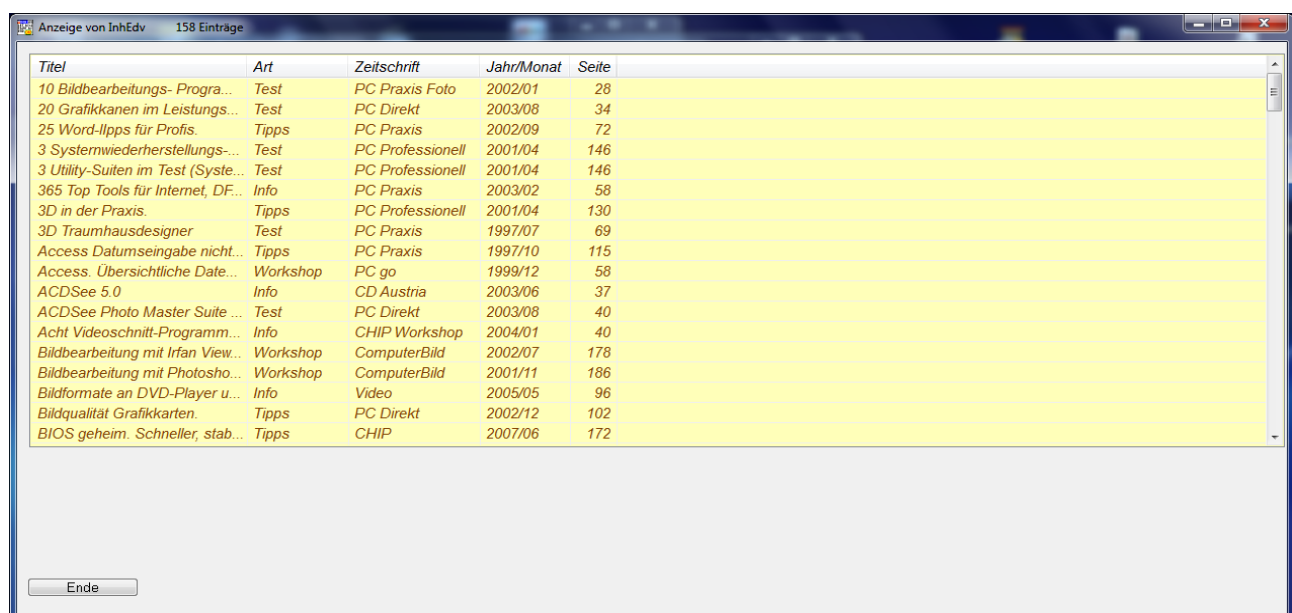 Anzeige von InhEdv 158 Einträge
Titel Art Zeitschrift Jahr/Monat Seite
10 Bildbearbeitungs- Progra... Test PC Praxis Foto 2002/01 28
20 Grafikkanen im Leistungs... Test PC Direkt 2003/08 34
25 Word-Ilpps für Profis. Tipps PC Praxis 2002/09 72
3 Systernwiederherstellungs-... Test PC Professionell 2001/04 146
3 Utility-Suiten im Test (Syste... Test PC Professionell 2001/04 146
365 Top Tools für Internet, DF... Info PC Praxis 2003/02 58
3D in der Praxis. Tipps PC Professionell 2001/04 130
3D Traumhausdesigner Test PC Praxis 1997/07 69
Access Datumseingabe nicht... Tipps PC Praxis 1997/10 115
Access. Übersichtliche Date... Workshop PC go 1999/12 58
ACDSee 5.0 Info CD Austria 2003/06 37
ACDSee Photo Master Suite ... Test PC Direkt 2003/08 40
Acht Videoschnitt-Programm... Info CHIP Workshop 2004/01 40
Bildbearbeitung mit Irfan View... Workshop ComputerBild 2002/07 178
Bildbearbeitung mit Photosho... Workshop ComputerBild 2001/11 186
Bildformate an DVD-Player u... Info Video 2005/05 96
Bildqualität Grafikkarten. Tipps PC Direkt 2002/12 102
BIOS geheim. Schneller, stab... Tipps CHIP 2007/06 172
Ende